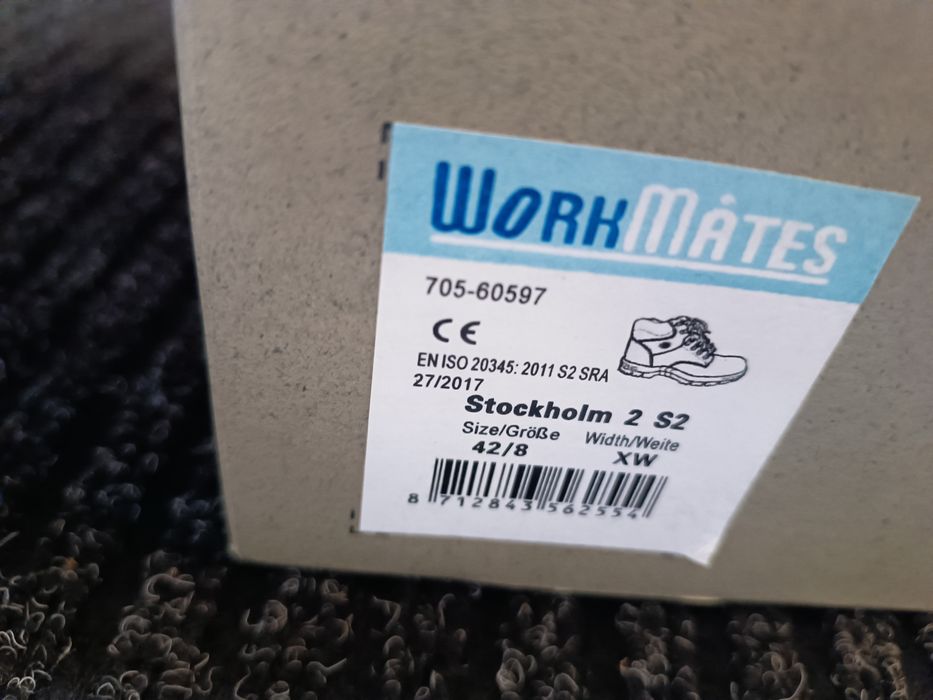 WORKMÅTES
705-60597
CE
EN ISO 20345: 2011 S2 SRA
27/2017
Stockholm 2 S2
Size/Größe Width/Weite
42/8 XW
8 712843 562554